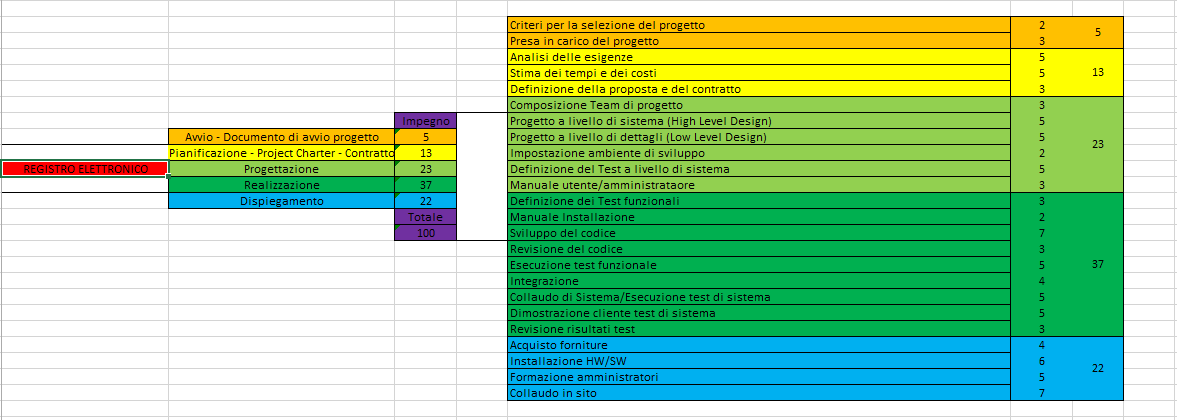 Criteri per la selezione del progetto 2
5
Presa in carico del progetto 3
Analisi delle esigenze 5
Stima dei tempi e dei costi 5 13
Definizione della proposta e del contratto 3
Composizione Team di progetto 3
Impegno Progetto a livello di sistema (High Level Design) 5
Avvio - Documento di avvio progetto 5 Progetto a livello di dettagli (Low Level Design) 5
23
Pianificazione - Project Charter - Contratto 13 Impostazione ambiente di sviluppo 2
REGISTRO ELETTRONICO Progettazione 23 Definizione del Test a livello di sistema 5
Realizzazione 37 Manuale utente/amministrataore 3
Dispiegamento 22 Definizione dei Test funzionali 3
Totale Manuale Installazione 2
100 Sviluppo del codice 7
Revisione del codice 3
Esecuzione test funzionale 5 37
Integrazione 4
Collaudo di Sistema/Esecuzione test di sistema 5
Dimostrazione cliente test di sistema 5
Revisione risultati test 3
Acquisto forniture 4
Installazione HW/SW 6
22
Formazione amministratori 5
Collaudo in sito 7